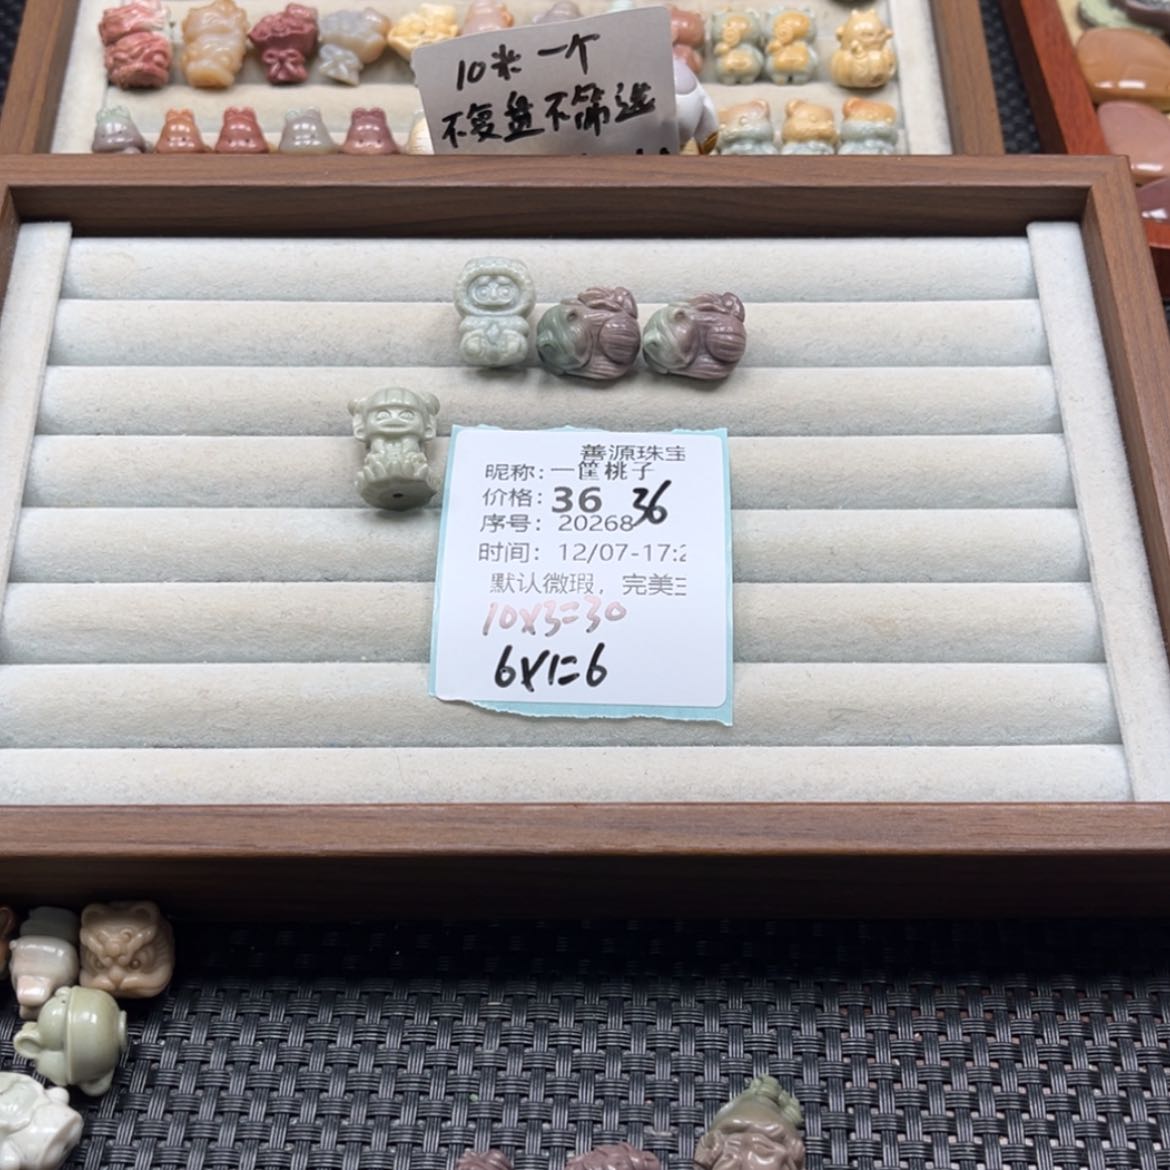 10米一个
不复盘不筛选
善源珠宝
昵称：一筐桃子
价格：36 36
序号：20268
时间：12/07-17:2
默认微瑕，完美
10x3=30
6x1=6